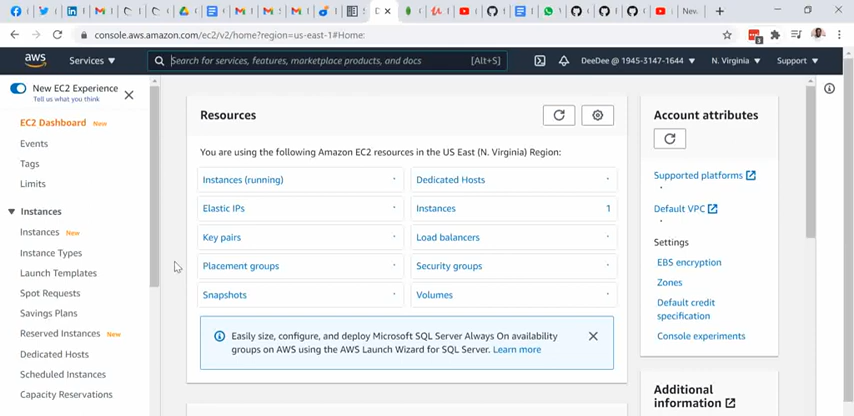 New
console.aws.amazon.com/ec2/v2/home?region=us-east-1#Home:
aws
Services
Search for services, features, marketplace products, and docs
[Alt+S]
DeeDee @ 1945-3147-1644
N. Virginia
Support
New EC2 Experience
Tell us what you think
EC2 Dashboard New
Events
Tags
Limits
Instances
Instances New
Instance Types
Launch Templates
Spot Requests
Savings Plans
Reserved Instances New
Dedicated Hosts
Scheduled Instances
Capacity Reservations
Resources
You are using the following Amazon EC2 resources in the US East (N. Virginia) Region:
Instances (running)
Dedicated Hosts
Elastic IPs
Instances 1
Key pairs
Load balancers
Placement groups
Security groups
Snapshots
Volumes
Easily size, configure, and deploy Microsoft SQL Server Always On availability
groups on AWS using the AWS Launch Wizard for SQL Server. Learn more
Account attributes
Supported platforms
Default VPC
Settings
EBS encryption
Zones
Default credit
specification
Console experiments
Additional
information